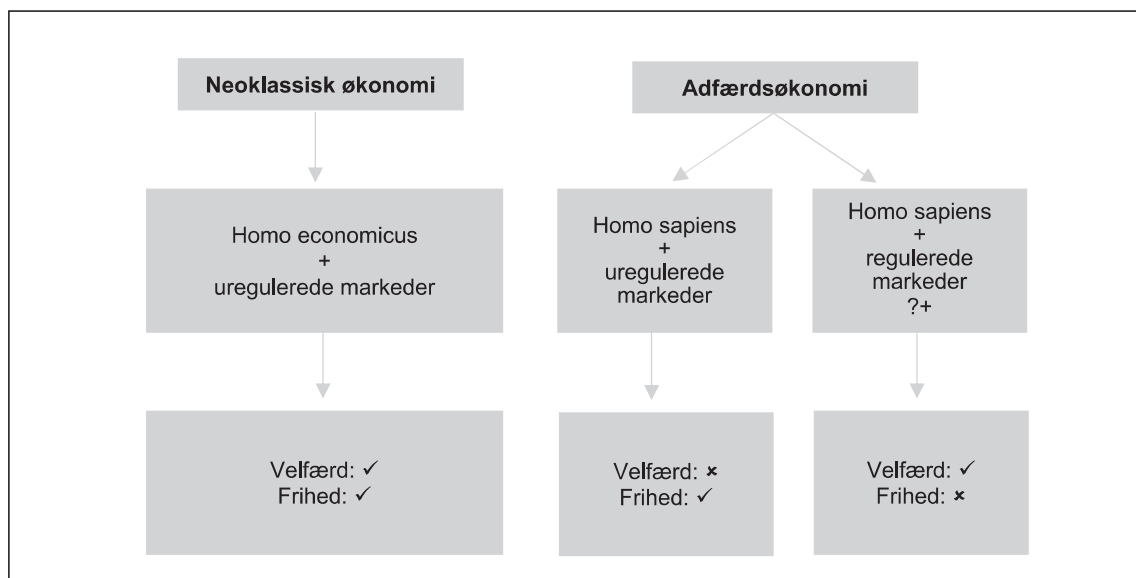 Neoklassisk økonomi
Adfærdsøkonomi
Homo economicus
+
uregulerede markeder
Homo sapiens
+
uregulerede
markeder
Homo sapiens
+
regulerede
markeder
?+
Velfærd: ✓
Frihed: ✓
Velfærd: ✗
Frihed: ✓
Velfærd: ✓
Frihed: ✗